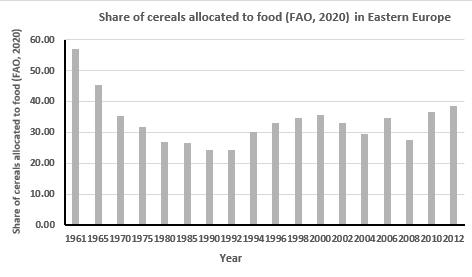 Share of cereals allocated to food (FAO, 2020) in Eastern Europe
Share of cereals allocated to food (FAO, 2020)
60.00
50.00
40.00
30.00
20.00
10.00
0.00
1961 1965 1970 1975 1980 1985 1990 1992 1994 1996 1998 2000 2002 2004 2006 2008 2010 2012
Year